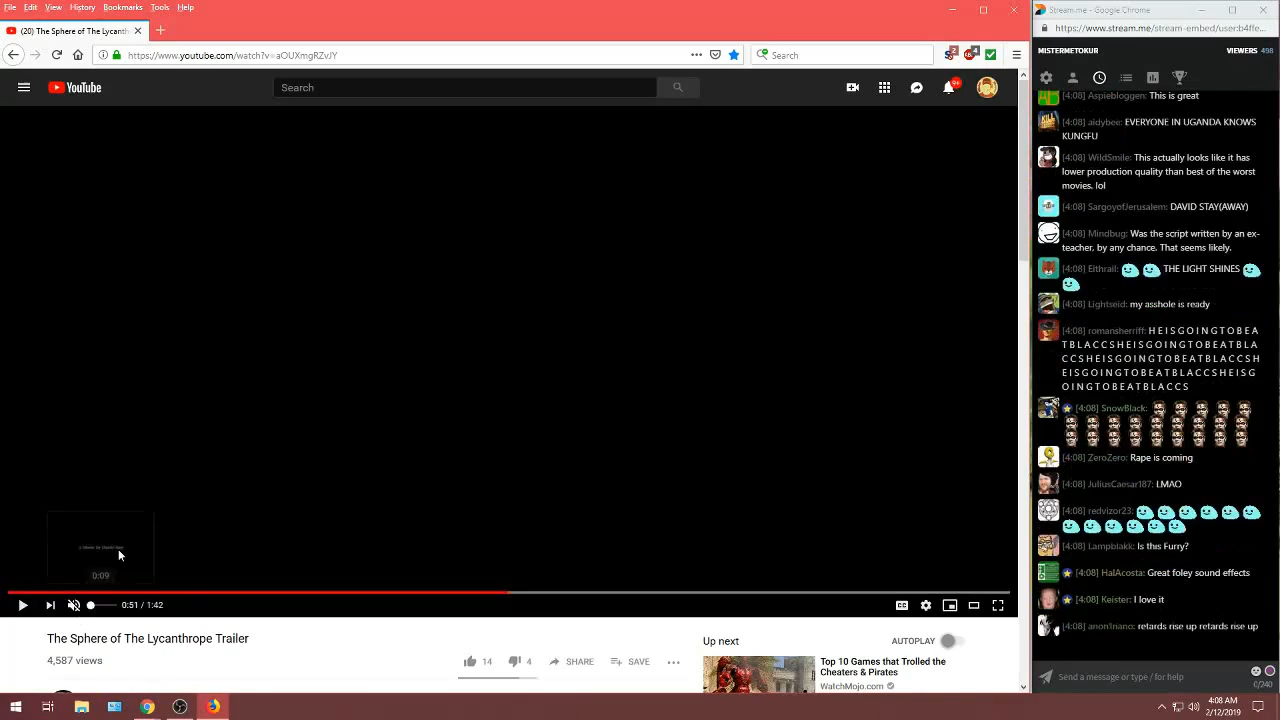 File Edit View History Bookmarks Tools Help
(20) The Sphere of The Lycanth
https://www.youtube.com/watch?v=aOUXmgRZvJY
Search
2
4
YouTube
Search
9+
0:09
0:51 / 1:42
The Sphere of The Lycanthrope Trailer
4,587 views
14
4
SHARE
SAVE
Up next
AUTOPLAY
Top 10 Games that Trolled the
Cheaters & Pirates
WatchMojo.com
Stream.me - Google Chrome
https://www.stream.me/stream-embed/user:b4ffe...
MISTERMETOKUR
VIEWERS 498
[4:08] Aspiebloggen: This is great
[4:08] aidybee: EVERYONE IN UGANDA KNOWS
KUNGFU
[4:08] WildSmile: This actually looks like it has
lower production quality than best of the worst
movies. lol
[4:08] SargoyofJerusalem: DAVID STAY(AWAY)
[4:08] Mindbug: Was the script written by an ex-
teacher, by any chance. That seems likely.
[4:08] Eithrail: THE LIGHT SHINES
[4:08] Lightseid: my asshole is ready
[4:08] romansherriff: H E I S G O I N G T O B E A
T B L A C C S H E I S G O I N G T O B E A T B L A
C C S H E I S G O I N G T O B E A T B L A C C S H
E I S G O I N G T O B E A T B L A C C S H E I S G
O I N G T O B E A T B L A C C S
[4:08] SnowBlack:
[4:08] ZeroZero: Rape is coming
[4:08] JuliusCaesar187: LMAO
[4:08] redvizor23:
[4:08] Lampblakk: Is this Furry?
[4:08] HalAcosta: Great foley sound effects
[4:08] Keister: I love it
[4:08] anon1nano: retards rise up retards rise up
Send a message or type / for help
0/240
4:08 AM
2/12/2019